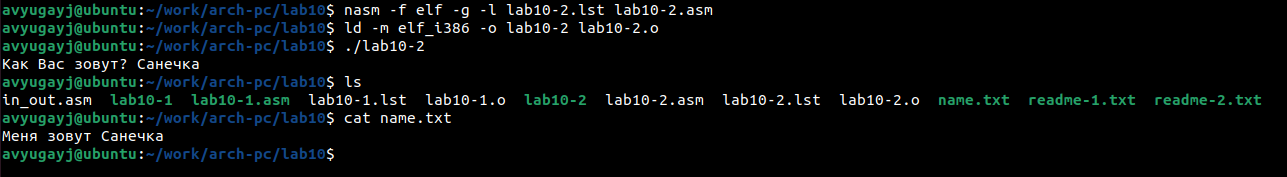 avyugayj@ubuntu:~/work/arch-pc/lab10$ nasm -f elf -g -l lab10-2.lst lab10-2.asm
avyugayj@ubuntu:~/work/arch-pc/lab10$ ld -m elf_i386 -o lab10-2 lab10-2.o
avyugayj@ubuntu:~/work/arch-pc/lab10$ ./lab10-2
Как Вас зовут? Санечка
avyugayj@ubuntu:~/work/arch-pc/lab10$ ls
in_out.asm  lab10-1  lab10-1.asm  lab10-1.lst  lab10-1.o  lab10-2  lab10-2.asm  lab10-2.lst  lab10-2.o  name.txt  readme-1.txt  readme-2.txt
avyugayj@ubuntu:~/work/arch-pc/lab10$ cat name.txt
Меня зовут Санечка
avyugayj@ubuntu:~/work/arch-pc/lab10$